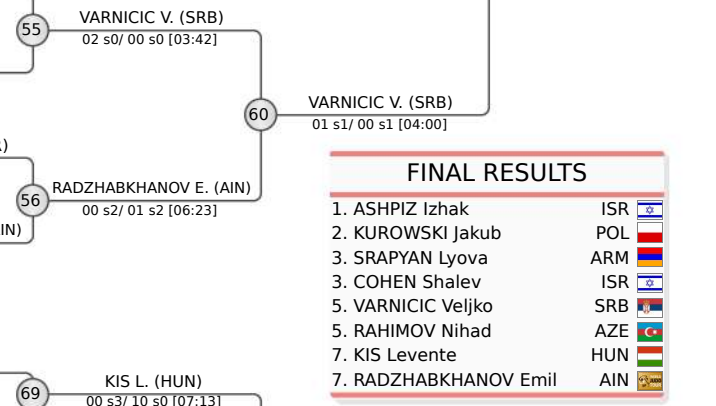 55
VARNICIC V. (SRB)
02 s0/ 00 s0 [03:42]
60
VARNICIC V. (SRB)
01 s1/ 00 s1 [04:00]
)
56
RADZHABKHANOV E. (AIN)
00 s2/ 01 s2 [06:23]
IN)
FINAL RESULTS
1. ASHPIZ Izhak ISR
2. KUROWSKI Jakub POL
3. SRAPYAN Lyova ARM
3. COHEN Shalev ISR
5. VARNICIC Veljko SRB
5. RAHIMOV Nihad AZE
7. KIS Levente HUN
7. RADZHABKHANOV Emil AIN
69
KIS L. (HUN)
00 s3/ 10 s0 [07:13]